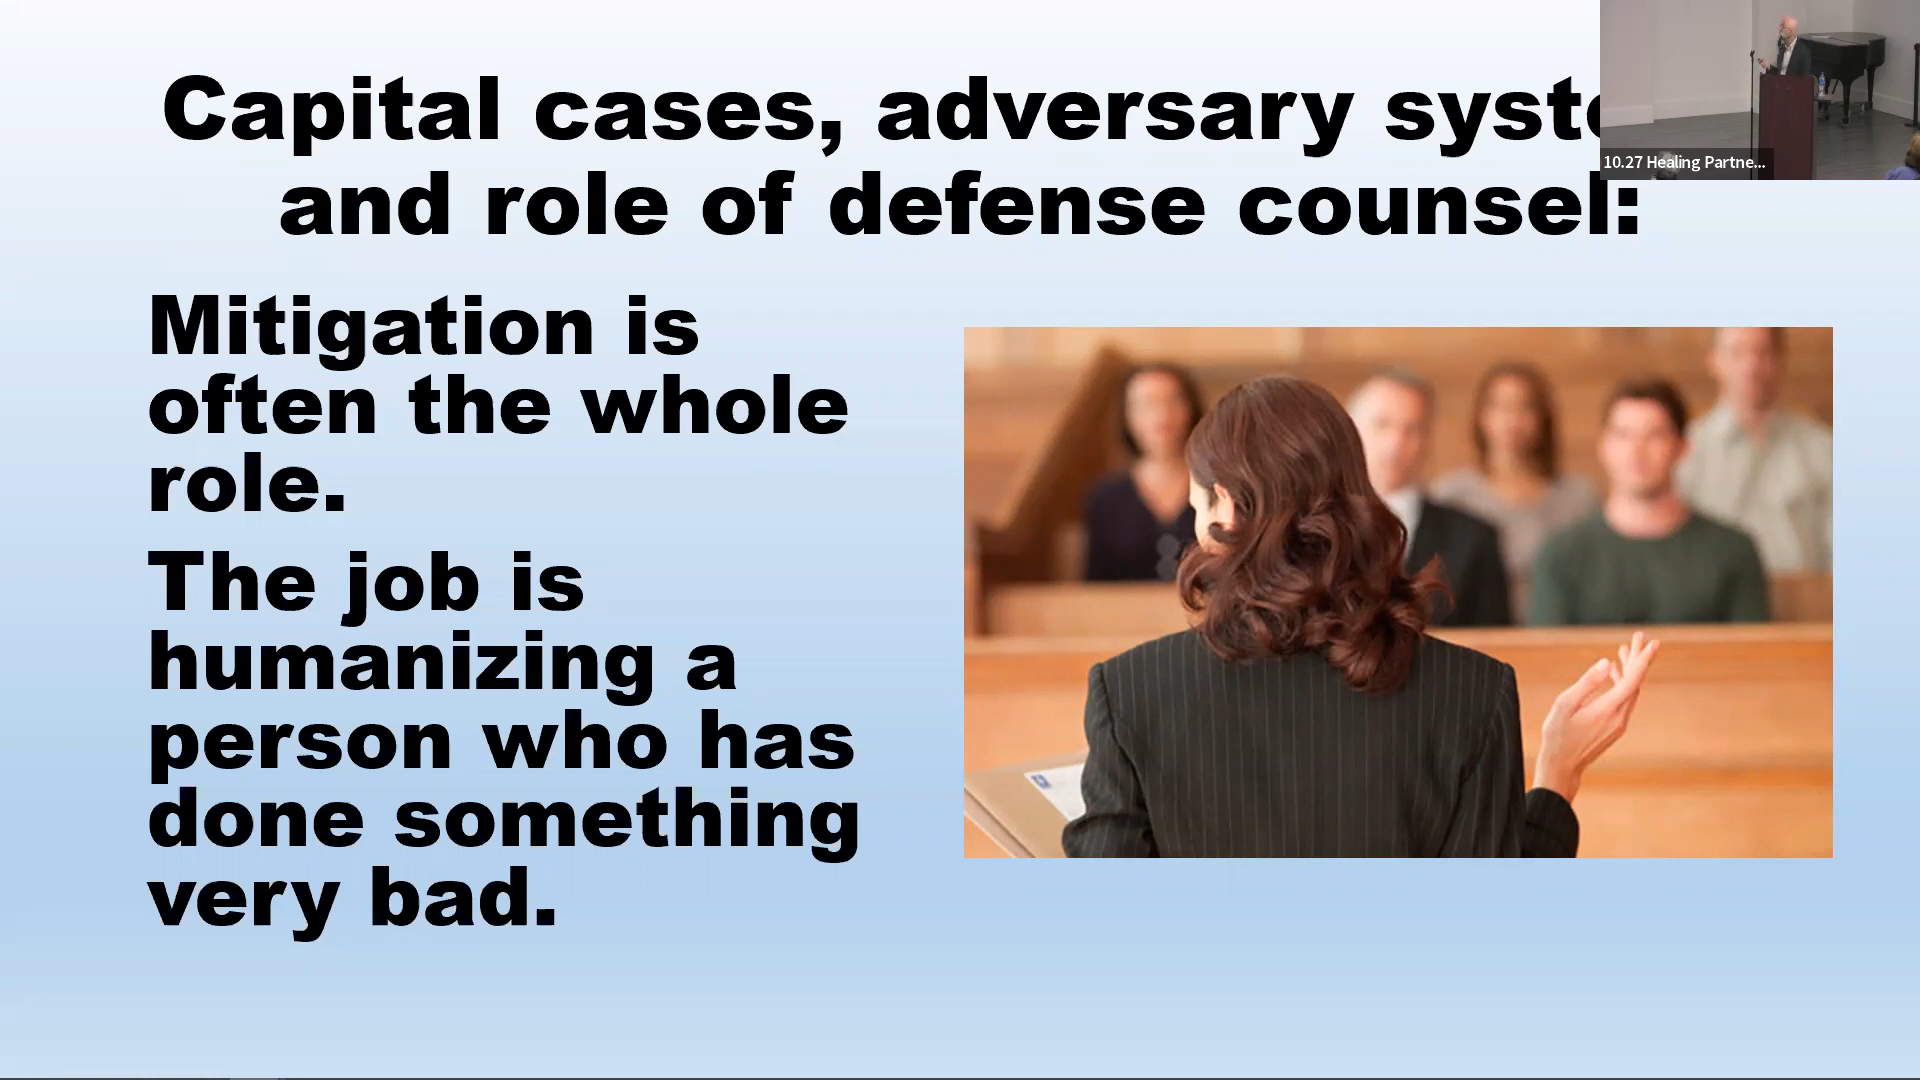 Capital cases, adversary
and role of defense counsel:
Mitigation is
often the whole
role.
The job is
humanizing a
person who has
done something
very bad.
10.27 Healing Partne...